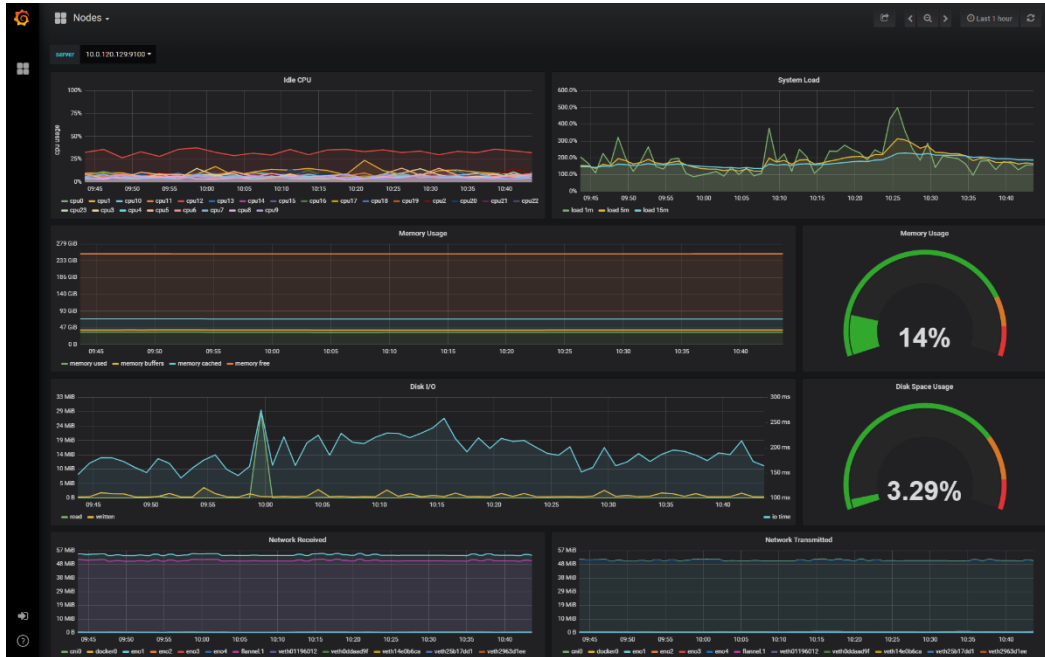 Nodes
Last 1 hour
server 10.0.120.129:9100
Idle CPU
cpu usage
100%
75%
50%
25%
0%
09:45 09:50 09:55 10:00 10:05 10:10 10:15 10:20 10:25 10:30 10:35 10:40
cpu0 cpu1 cpu10 cpu11 cpu12 cpu13 cpu14 cpu15 cpu16 cpu17 cpu18 cpu19 cpu2 cpu20 cpu21 cpu22
cpu23 cpu3 cpu4 cpu5 cpu6 cpu7 cpu8 cpu9
System Load
600.0%
500.0%
400.0%
300.0%
200.0%
100.0%
0.0%
09:45 09:50 09:55 10:00 10:05 10:10 10:15 10:20 10:25 10:30 10:35 10:40
load 1m load 5m load 15m
Memory Usage
279 GiB
233 GiB
186 GiB
140 GiB
93 GiB
47 GiB
0 B
09:45 09:50 09:55 10:00 10:05 10:10 10:15 10:20 10:25 10:30 10:35 10:40
memory used memory buffers memory cached memory free
Memory Usage
14%
Disk I/O
33 MiB
29 MiB
24 MiB
19 MiB
14 MiB
10 MiB
5 MiB
0 B
300 ms
250 ms
200 ms
150 ms
100 ms
09:45 09:50 09:55 10:00 10:05 10:10 10:15 10:20 10:25 10:30 10:35 10:40
read written
io time
Disk Space Usage
3.29%
Network Received
57 MiB
48 MiB
38 MiB
29 MiB
19 MiB
10 MiB
0 B
09:45 09:50 09:55 10:00 10:05 10:10 10:15 10:20 10:25 10:30 10:35 10:40
cni0 docker0 eno1 eno2 eno3 eno4 flannel.1 veth01196012 veth0ddaad9f veth14e0b6ca veth25b17dd1 veth2963d1ee
Network Transmitted
57 MiB
48 MiB
38 MiB
29 MiB
19 MiB
10 MiB
0 B
09:45 09:50 09:55 10:00 10:05 10:10 10:15 10:20 10:25 10:30 10:35 10:40
cni0 docker0 eno1 eno2 eno3 eno4 flannel.1 veth01196012 veth0ddaad9f veth14e0b6ca veth25b17dd1 veth2963d1ee